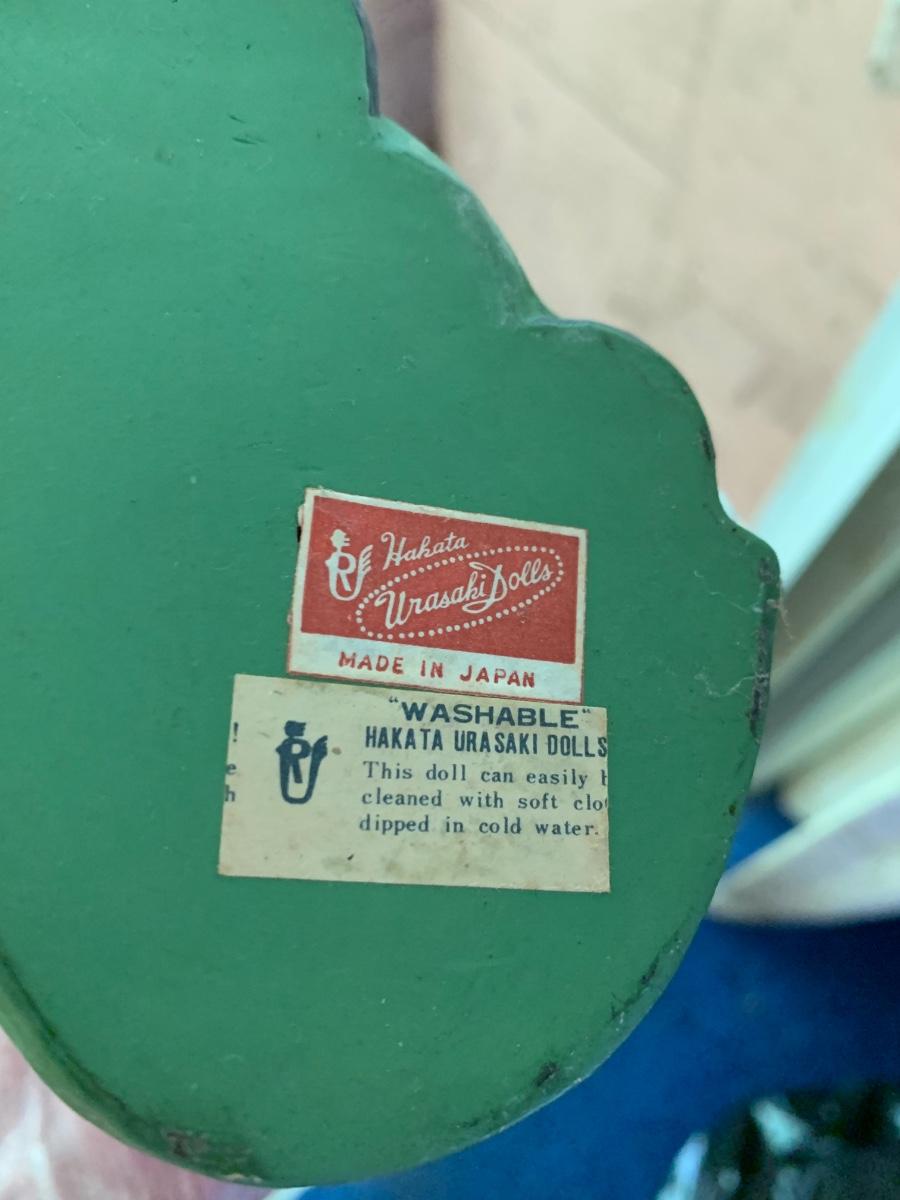 Hakata
Urasaki Dolls
MADE IN JAPAN
"WASHABLE"
HAKATA URASAKI DOLLS
This doll can easily
cleaned with soft clo
dipped in cold water.
!
e
h